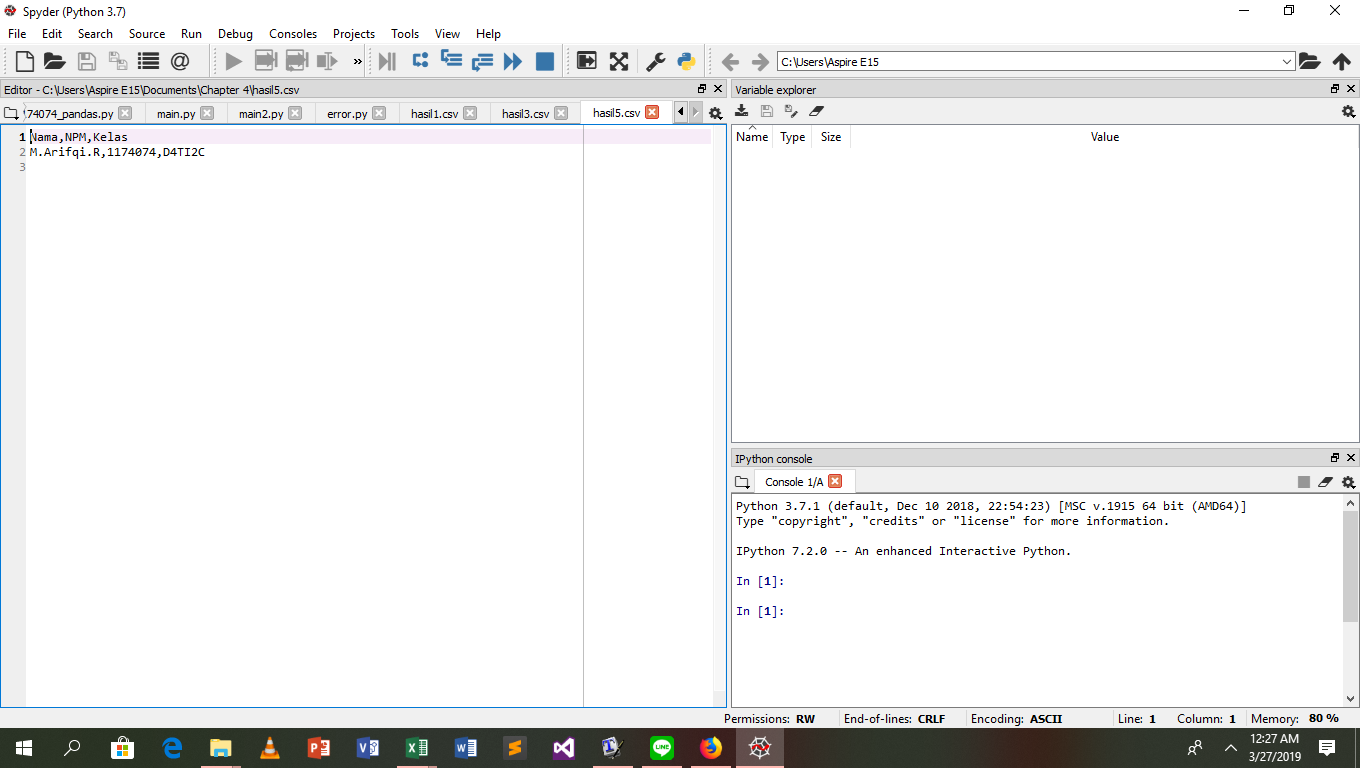 Spyder (Python 3.7)
File Edit Search Source Run Debug Consoles Projects Tools View Help
C:\Users\Aspire E15
Editor - C:\Users\Aspire E15\Documents\Chapter 4\hasil5.csv
74074_pandas.py main.py main2.py error.py hasil1.csv hasil3.csv hasil5.csv
1 Nama,NPM,Kelas
2 M.Arifqi.R,1174074,D4TI2C
3
Variable explorer
Name Type Size Value
IPython console
Console 1/A
Python 3.7.1 (default, Dec 10 2018, 22:54:23) [MSC v.1915 64 bit (AMD64)]
Type "copyright", "credits" or "license" for more information.
IPython 7.2.0 -- An enhanced Interactive Python.
In [1]:
In [1]:
Permissions: RW End-of-lines: CRLF Encoding: ASCII Line: 1 Column: 1 Memory: 80 %
12:27 AM
3/27/2019